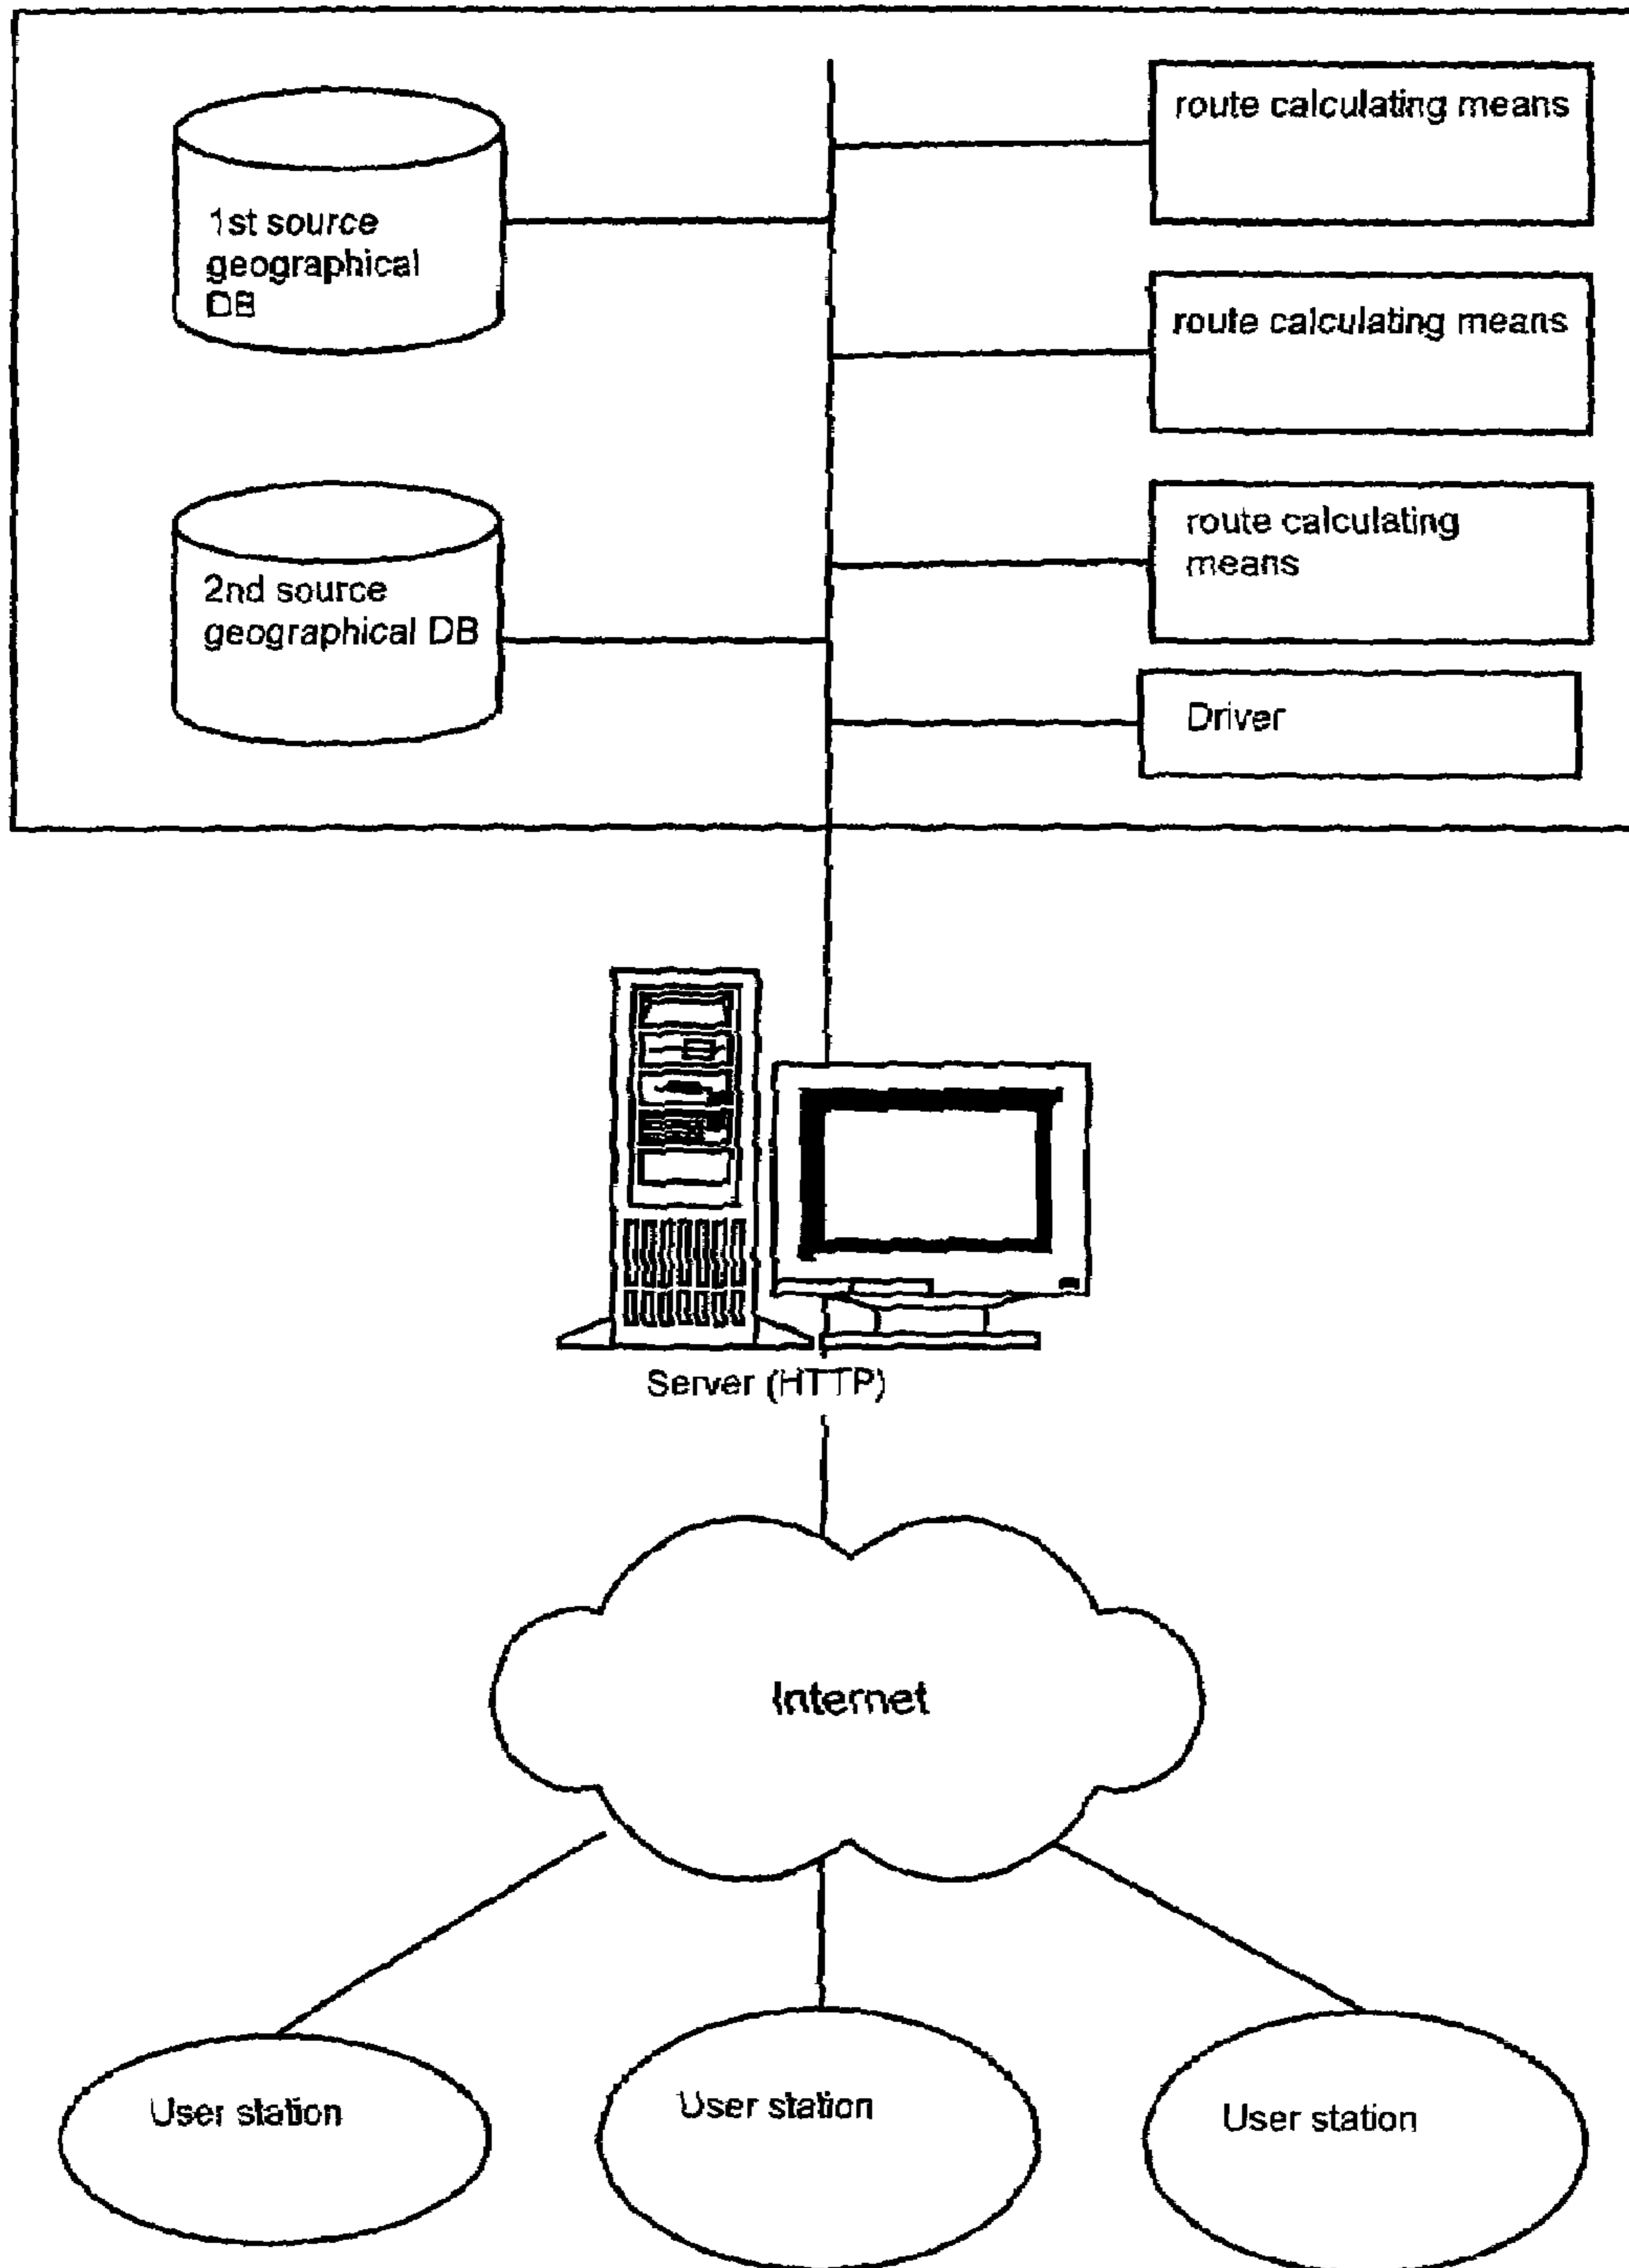 route calculating means
1st source
geographical
DB
route calculating means
route calculating
means
2nd source
geographical DB
Driver
Server (HTTP)
Internet
User station
User station
User station